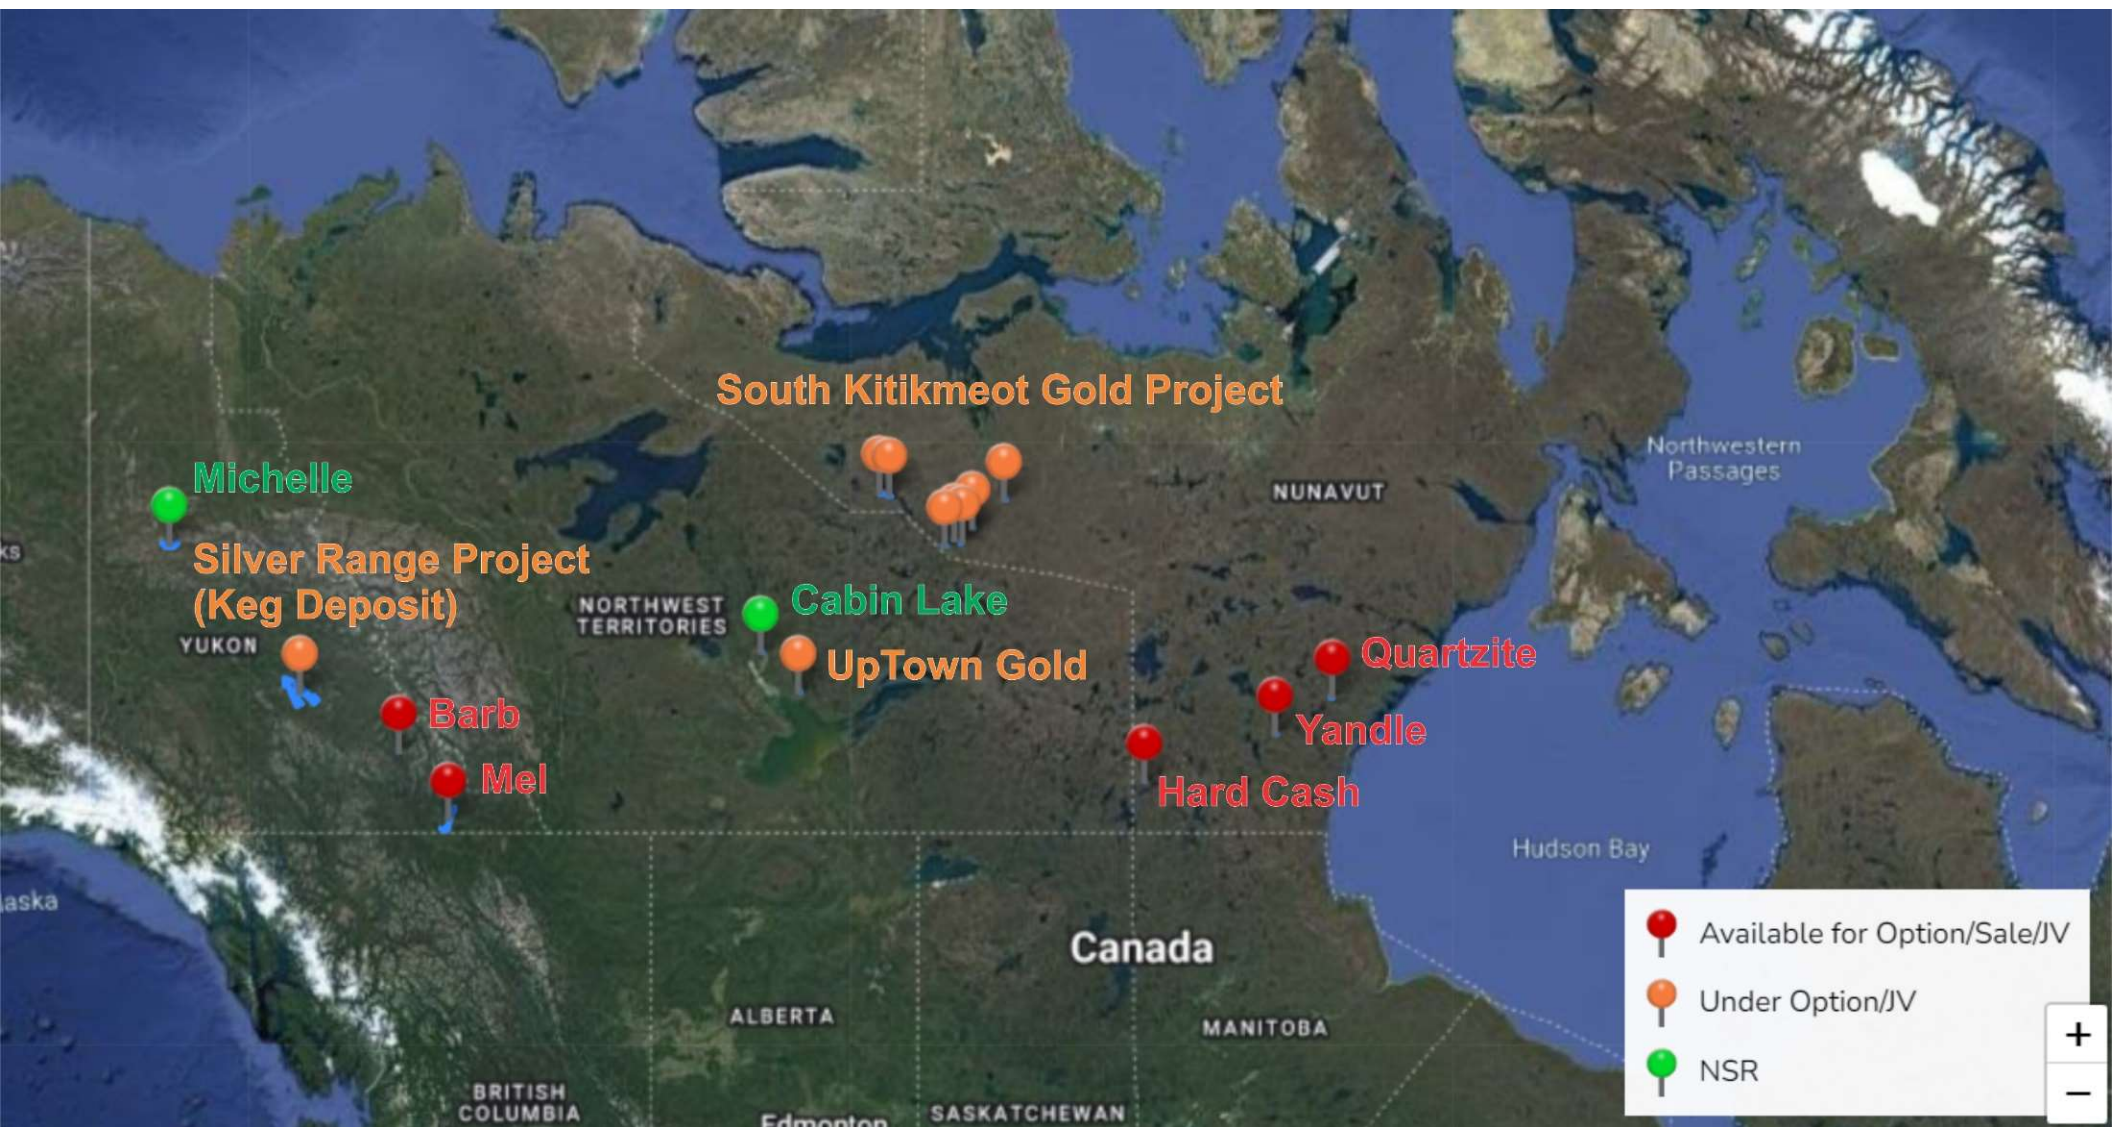 South Kitikmeot Gold Project
Northwestern
Passages
Michelle
NUNAVUT
Silver Range Project
(Keg Deposit)
NORTHWEST
TERRITORIES
Cabin Lake
YUKON
UpTown Gold
Quartzite
Barb
Yandle
Mel
Hard Cash
Hudson Bay
laska
Canada
ALBERTA
MANITOBA
BRITISH
COLUMBIA
Edmonton
SASKATCHEWAN
Available for Option/Sale/JV
Under Option/JV
NSR
+
−